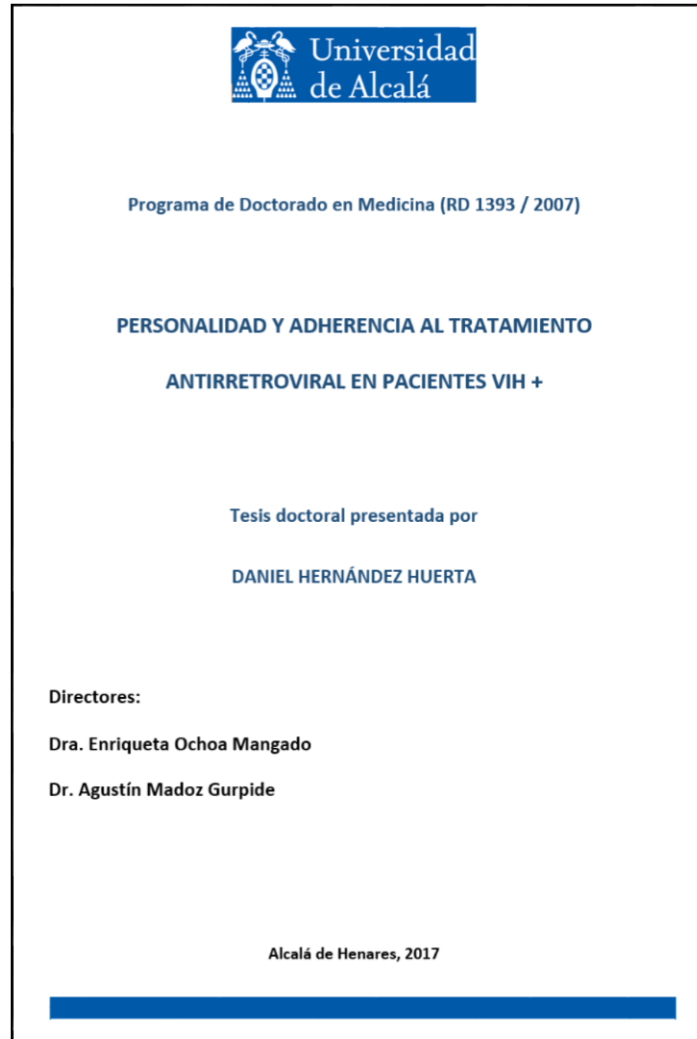 Universidad
de Alcalá
Programa de Doctorado en Medicina (RD 1393 / 2007)
PERSONALIDAD Y ADHERENCIA AL TRATAMIENTO
ANTIRRETROVIRAL EN PACIENTES VIH +
Tesis doctoral presentada por
DANIEL HERNÁNDEZ HUERTA
Directores:
Dra. Enriqueta Ochoa Mangado
Dr. Agustín Madoz Gurpide
Alcalá de Henares, 2017